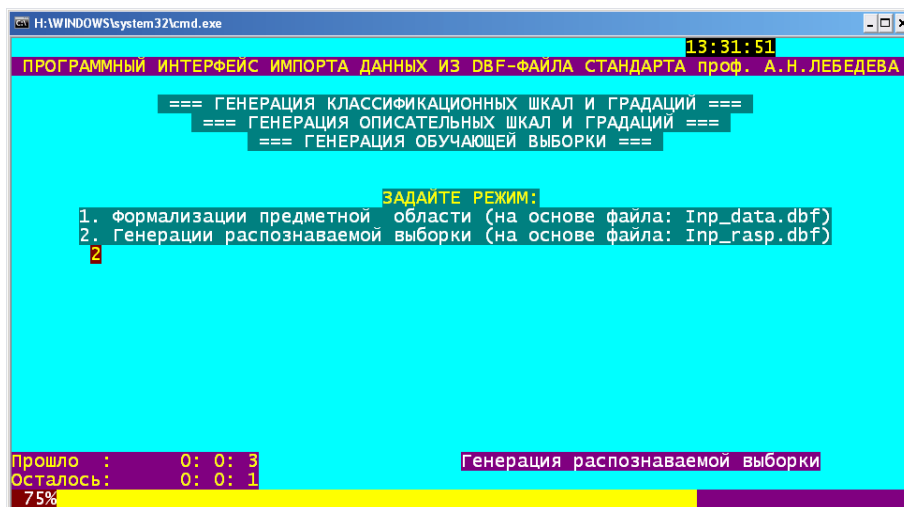 H:\WINDOWS\system32\cmd.exe
13:31:51
ПРОГРАММНЫЙ ИНТЕРФЕЙС ИМПОРТА ДАННЫХ ИЗ DBF-ФАЙЛА СТАНДАРТА проф. А.Н.ЛЕБЕДЕВА
=== ГЕНЕРАЦИЯ КЛАССИФИКАЦИОННЫХ ШКАЛ И ГРАДАЦИЙ ===
=== ГЕНЕРАЦИЯ ОПИСАТЕЛЬНЫХ ШКАЛ И ГРАДАЦИЙ ===
=== ГЕНЕРАЦИЯ ОБУЧАЮЩЕЙ ВЫБОРКИ ===
ЗАДАЙТЕ РЕЖИМ:
1. Формализации предметной области (на основе файла: Inp_data.dbf)
2. Генерации распознаваемой выборки (на основе файла: Inp_rasp.dbf)
2
Прошло : 0: 0: 3
Генерация распознаваемой выборки
Осталось: 0: 0: 1
75%